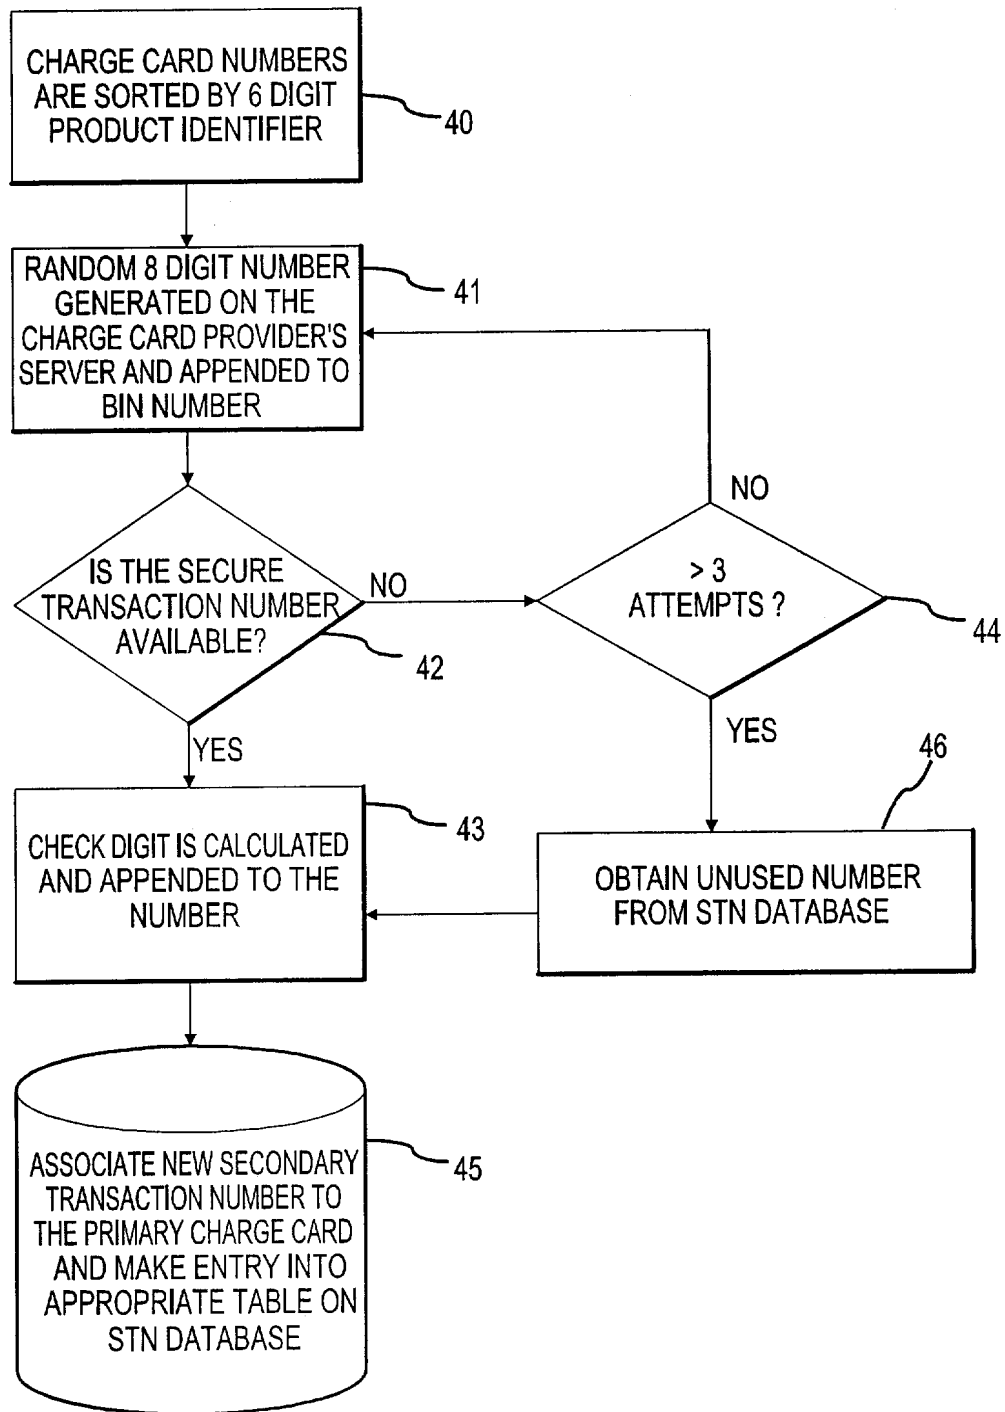 CHARGE CARD NUMBERS
ARE SORTED BY 6 DIGIT
PRODUCT IDENTIFIER
40
RANDOM 8 DIGIT NUMBER
GENERATED ON THE
CHARGE CARD PROVIDER'S
SERVER AND APPENDED TO
BIN NUMBER
41
IS THE SECURE
TRANSACTION NUMBER
AVAILABLE?
42
NO
YES
> 3
ATTEMPTS ?
44
NO
YES
CHECK DIGIT IS CALCULATED
AND APPENDED TO THE
NUMBER
43
OBTAIN UNUSED NUMBER
FROM STN DATABASE
46
ASSOCIATE NEW SECONDARY
TRANSACTION NUMBER TO
THE PRIMARY CHARGE CARD
AND MAKE ENTRY INTO
APPROPRIATE TABLE ON
STN DATABASE
45